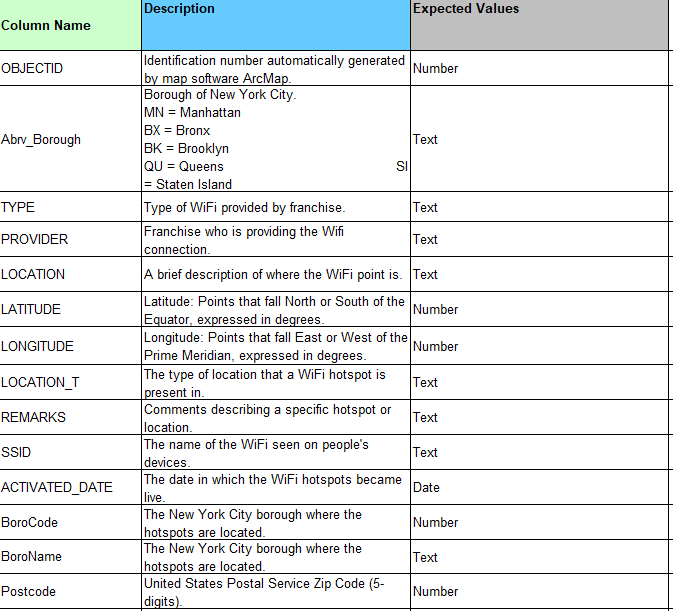 Column Name
Description
Expected Values
OBJECTID
Identification number automatically generated
by map software ArcMap.
Number
Abrv_Borough
Borough of New York City.
MN = Manhattan
BX = Bronx
BK = Brooklyn
QU = Queens SI
= Staten Island
Text
TYPE
Type of WiFi provided by franchise.
Text
PROVIDER
Franchise who is providing the Wifi
connection.
Text
LOCATION
A brief description of where the WiFi point is.
Text
LATITUDE
Latitude: Points that fall North or South of the
Equator, expressed in degrees.
Number
LONGITUDE
Longitude: Points that fall East or West of the
Prime Meridian, expressed in degrees.
Number
LOCATION_T
The type of location that a WiFi hotspot is
present in.
Text
REMARKS
Comments describing a specific hotspot or
location.
Text
SSID
The name of the WiFi seen on people's
devices.
Text
ACTIVATED_DATE
The date in which the WiFi hotspots became
live.
Date
BoroCode
The New York City borough where the
hotspots are located.
Number
BoroName
The New York City borough where the
hotspots are located.
Text
Postcode
United States Postal Service Zip Code (5-
digits).
Number